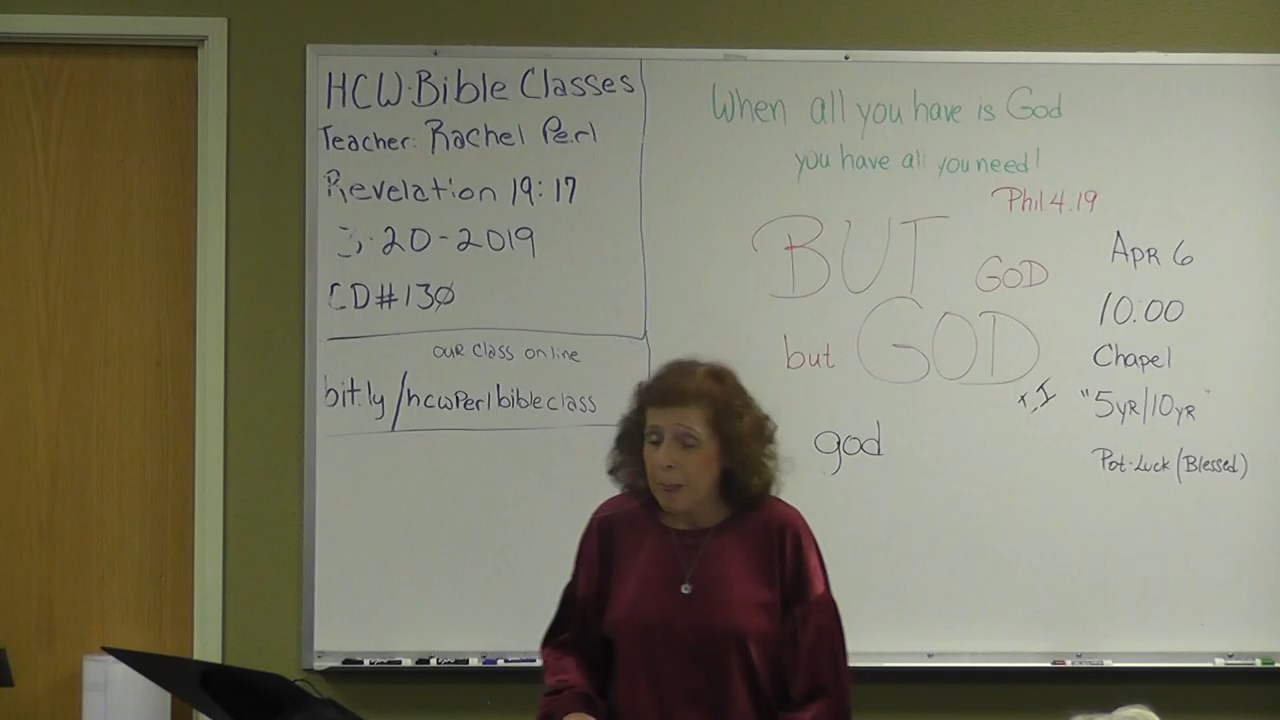 HCW Bible Classes
Teacher: Rachel Perl
Revelation 19:17
3-20-2019
CD#130
our class online
bit.ly/hcwPerlbibleclass
When all you have is God
you have all you need!
Phil 4.19
BUT GOD
but GOD
god
Apr 6
10:00
Chapel
"5yr/10yr"
Pot-Luck (Blessed)